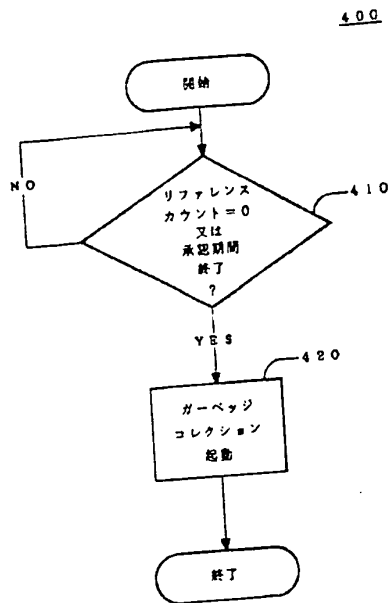 400
開始
NO
リファレンス
カウント＝0
又は
承認期間
終了
?
410
YES
420
ガーベッジ
コレクション
起動
終了